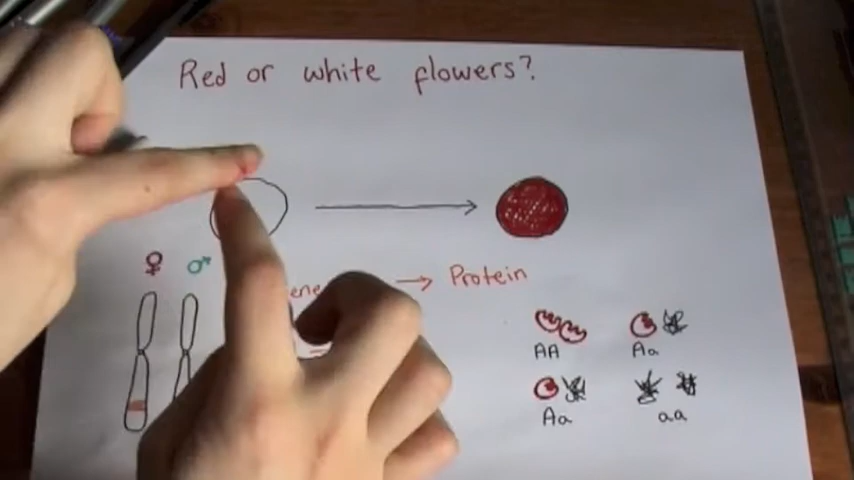 Red or white flowers?
♀ ♂
→ Protein
AA Aa
Aa aa